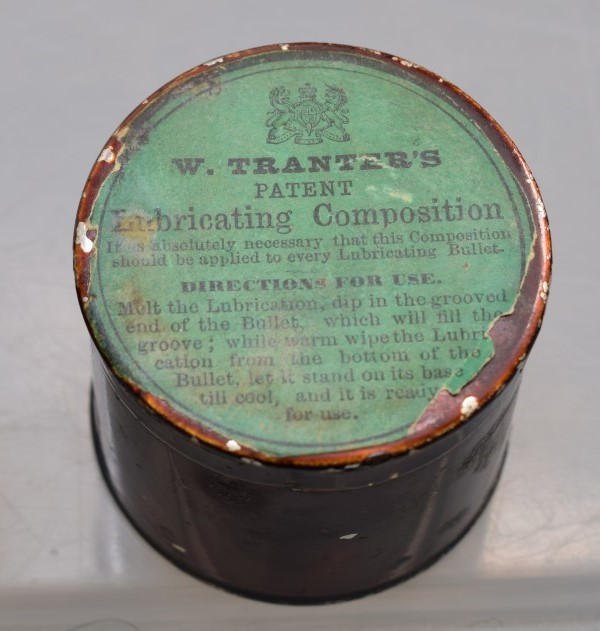 W. TRANTER'S
PATENT
Lubricating Composition
It is absolutely necessary that this Composition
should be applied to every Lubricating Bullet-
DIRECTIONS FOR USE.
Melt the Lubrication, dip in the grooved
end of the Bullet, which will fill the
groove; while warm wipe the Lubri
cation from the bottom of the
Bullet, let it stand on its base
till cool, and it is ready
for use.